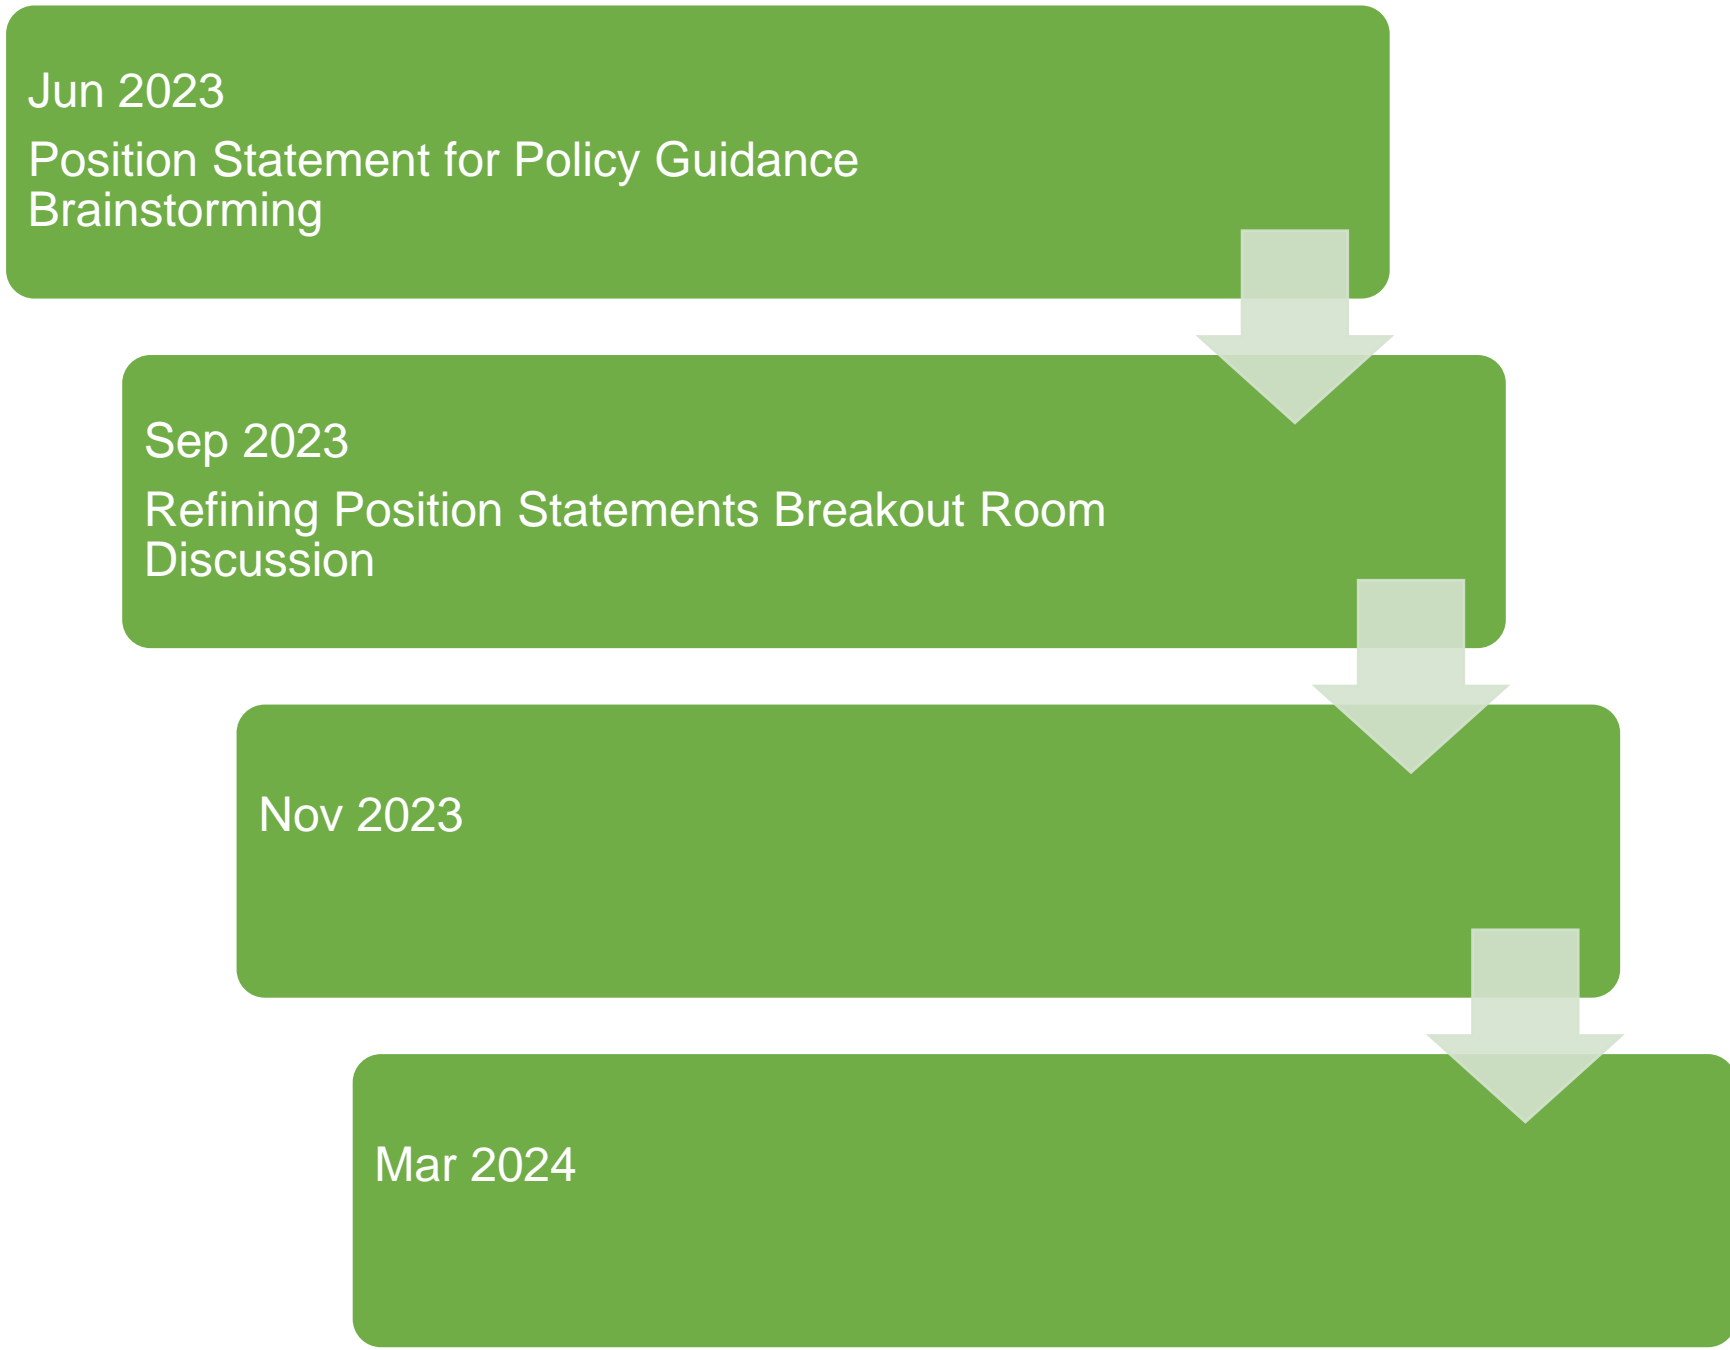 Jun 2023
Position Statement for Policy Guidance
Brainstorming
Sep 2023
Refining Position Statements Breakout Room
Discussion
Nov 2023
Mar 2024